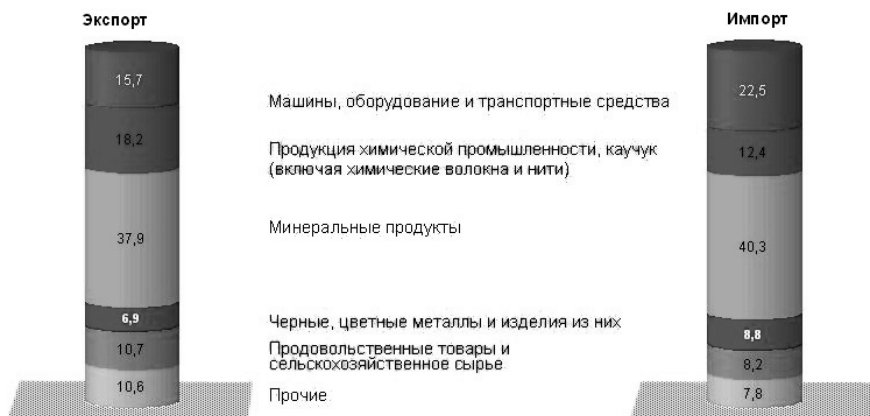 Экспорт
Импорт
15,7
18,2
37,9
6,9
10,7
10,6
Машины, оборудование и транспортные средства
Продукция химической промышленности, каучук
(включая химические волокна и нити)
Минеральные продукты
Черные, цветные металлы и изделия из них
Продовольственные товары и
сельскохозяйственное сырье
Прочие
22,5
12,4
40,3
8,8
8,2
7,8